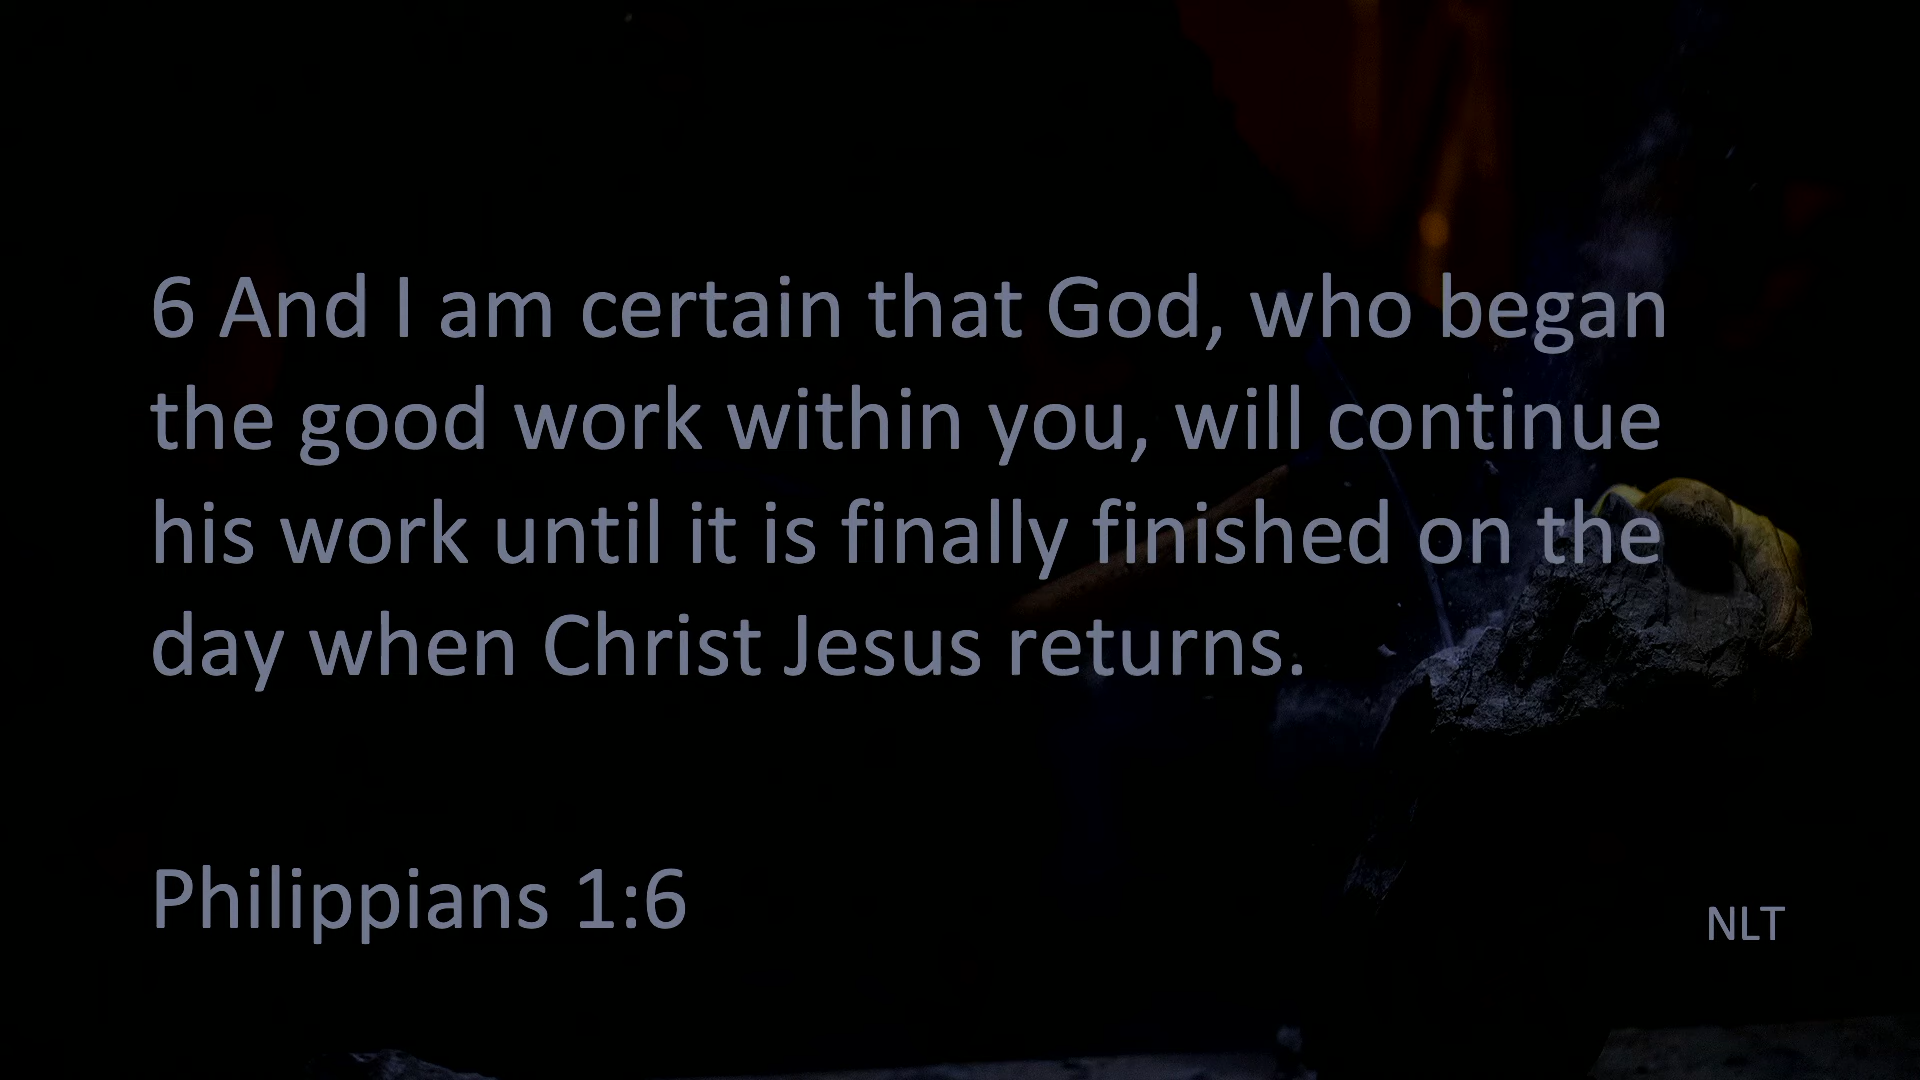 6 And I am certain that God, who began
the good work within you, will continue
his work until it is finally finished on the
day when Christ Jesus returns.
Philippians 1:6
NLT